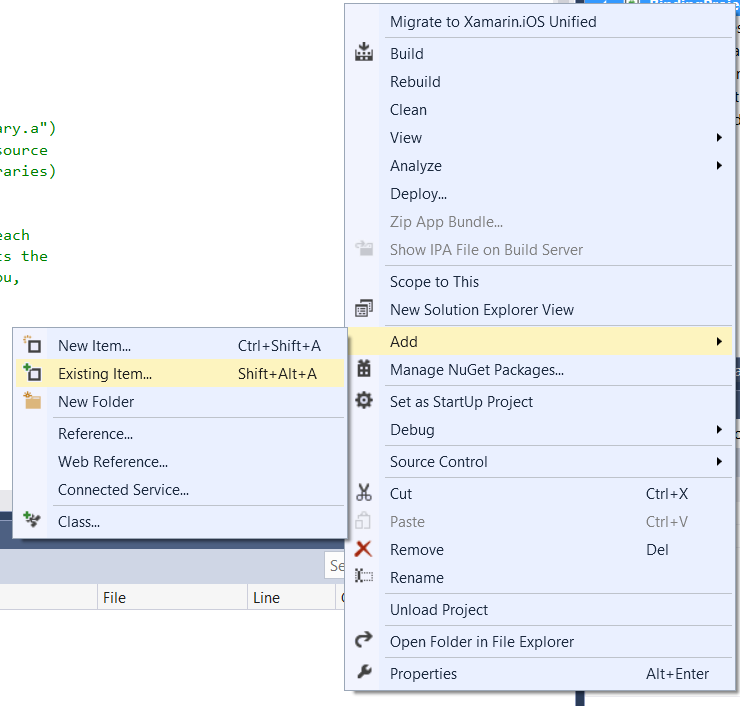 BindingProje
Migrate to Xamarin.iOS Unified
Build
Rebuild
Clean
View
Analyze
Deploy...
Zip App Bundle...
Show IPA File on Build Server
Scope to This
New Solution Explorer View
Add
Manage NuGet Packages...
Set as StartUp Project
Debug
Source Control
Cut Ctrl+X
Paste Ctrl+V
Remove Del
Rename
Unload Project
Open Folder in File Explorer
Properties Alt+Enter
ary.a")
source
raries)
each
ts the
ou,
New Item... Ctrl+Shift+A
Existing Item... Shift+Alt+A
New Folder
Reference...
Web Reference...
Connected Service...
Class...
Se
File Line